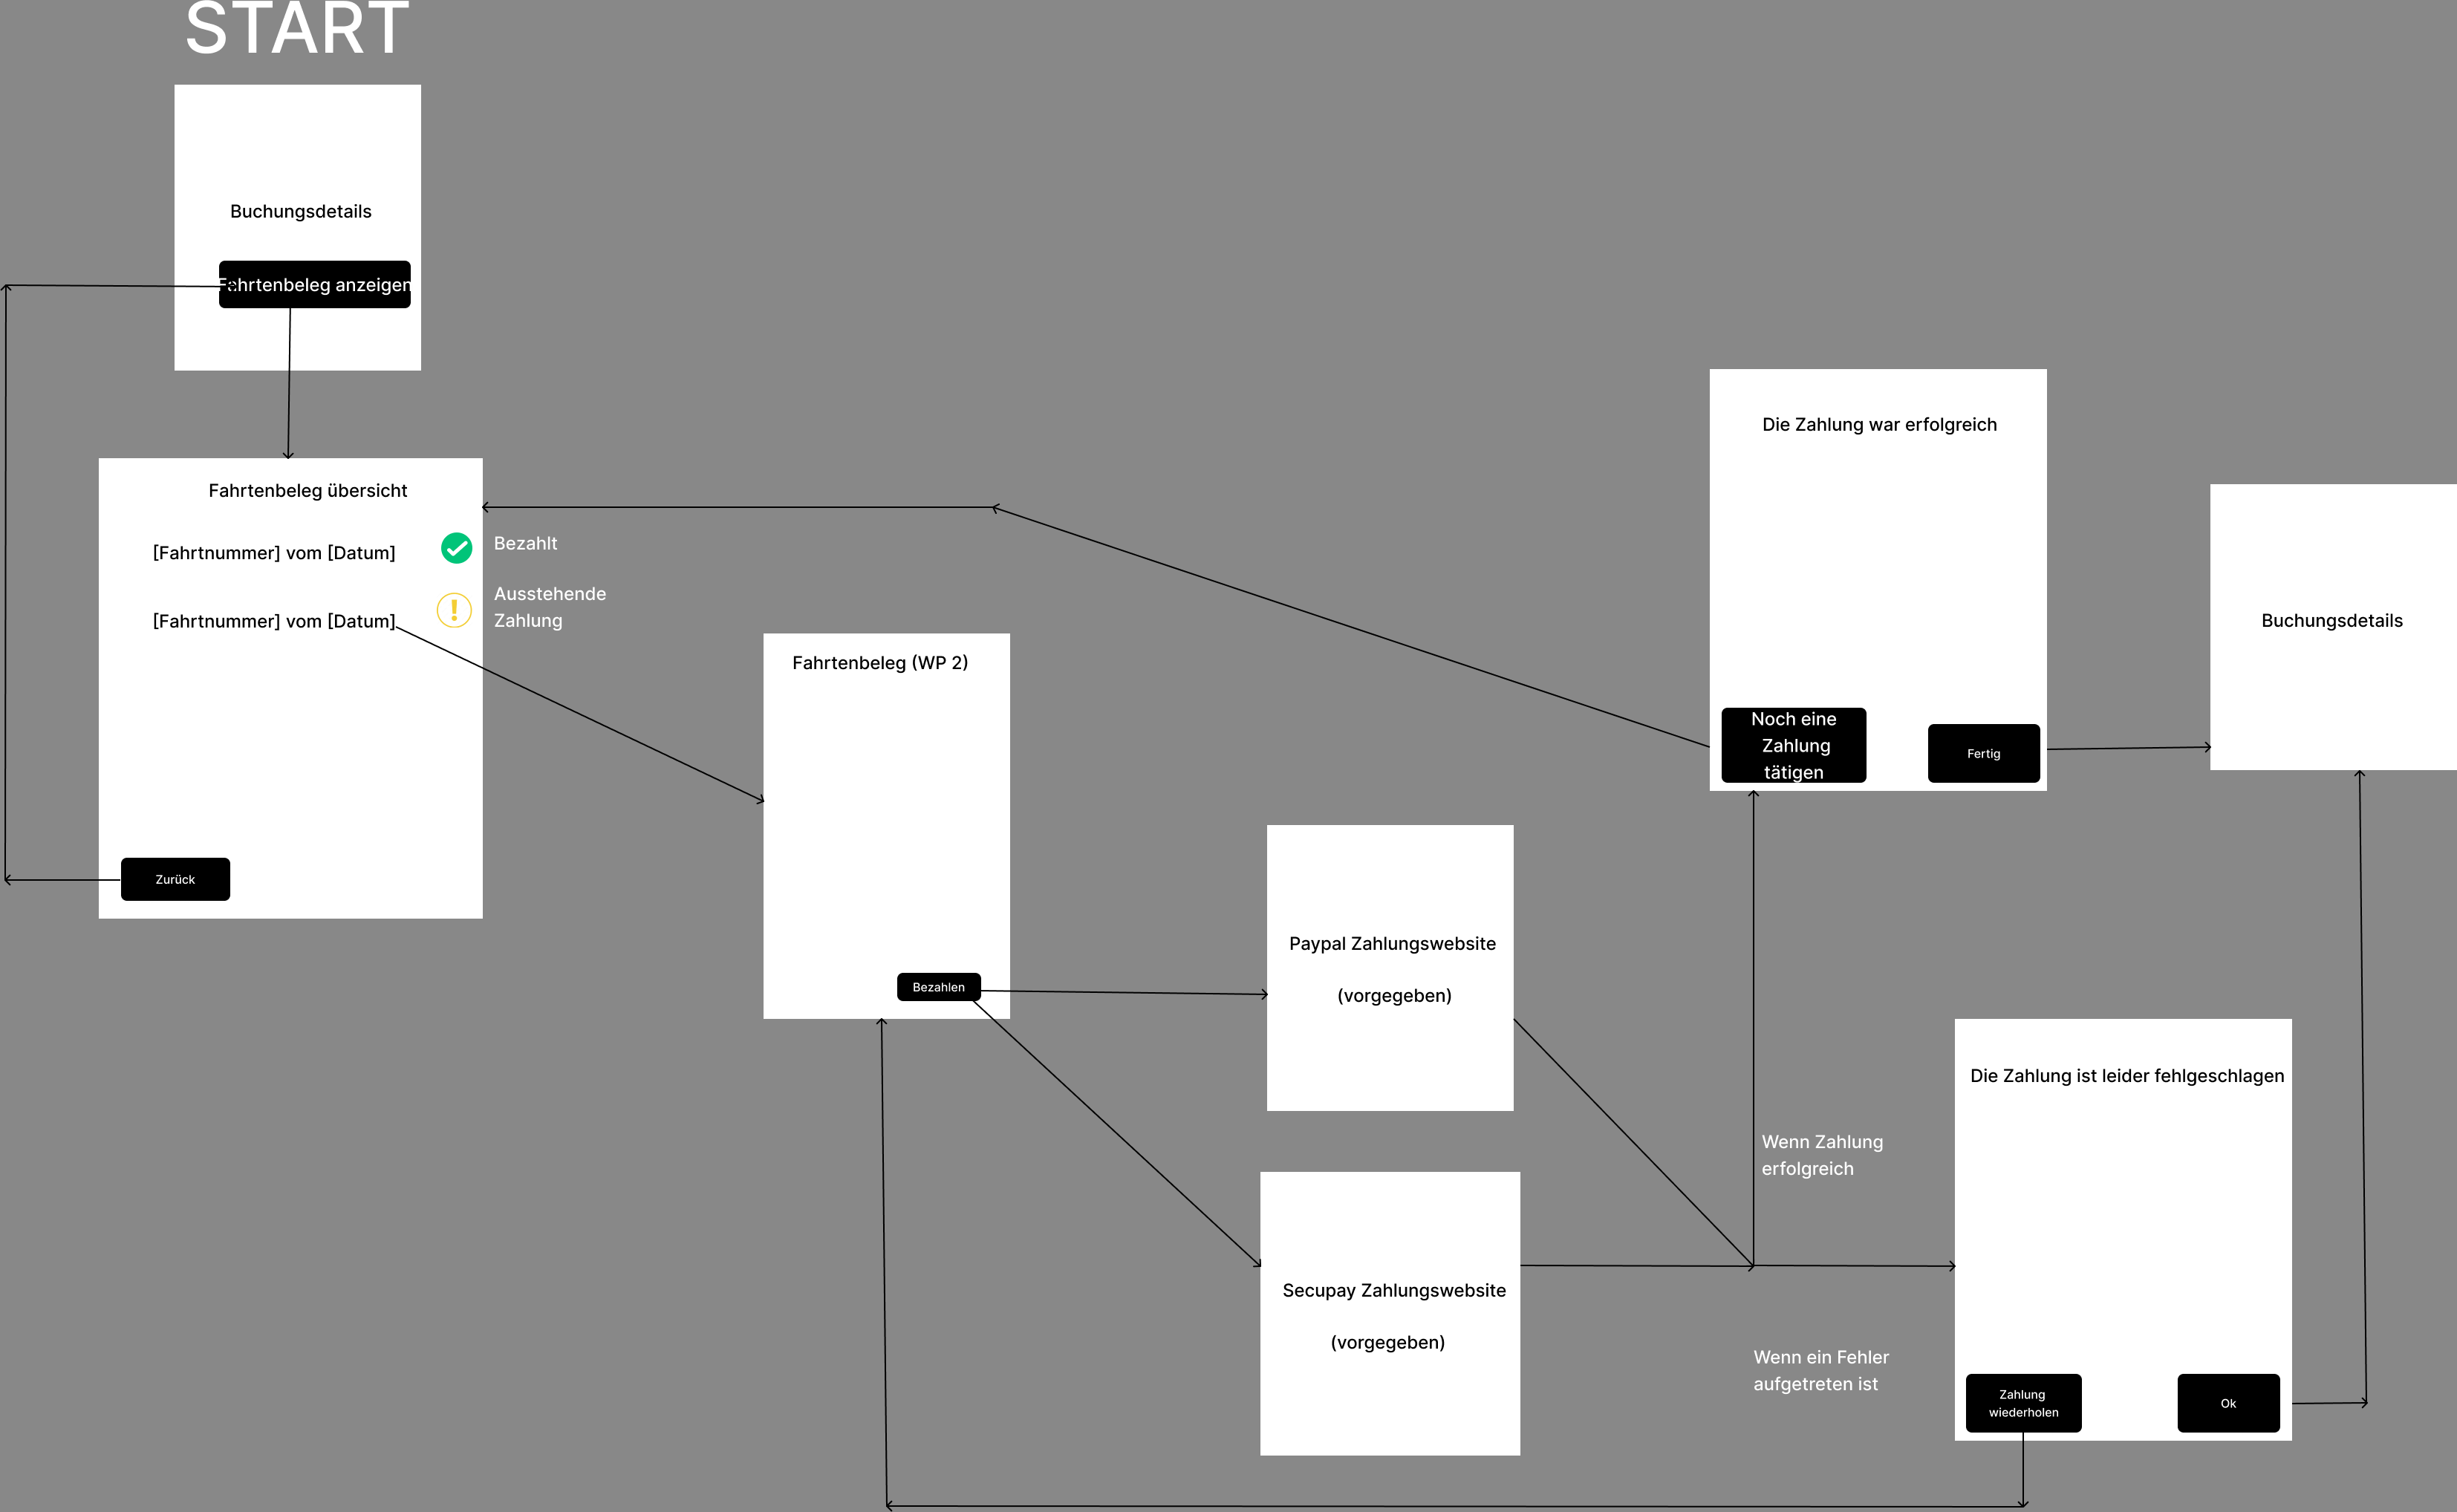 START
Buchungsdetails
Fahrtenbeleg anzeigen
Fahrtenbeleg übersicht
[Fahrtnummer] vom [Datum]
Bezahlt
[Fahrtnummer] vom [Datum]
Ausstehende
Zahlung
Zurück
Fahrtenbeleg (WP 2)
Bezahlen
Paypal Zahlungswebsite
(vorgegeben)
Secupay Zahlungswebsite
(vorgegeben)
Wenn Zahlung
erfolgreich
Wenn ein Fehler
aufgetreten ist
Die Zahlung war erfolgreich
Noch eine
Zahlung
tätigen
Fertig
Buchungsdetails
Die Zahlung ist leider fehlgeschlagen
Zahlung
wiederholen
Ok